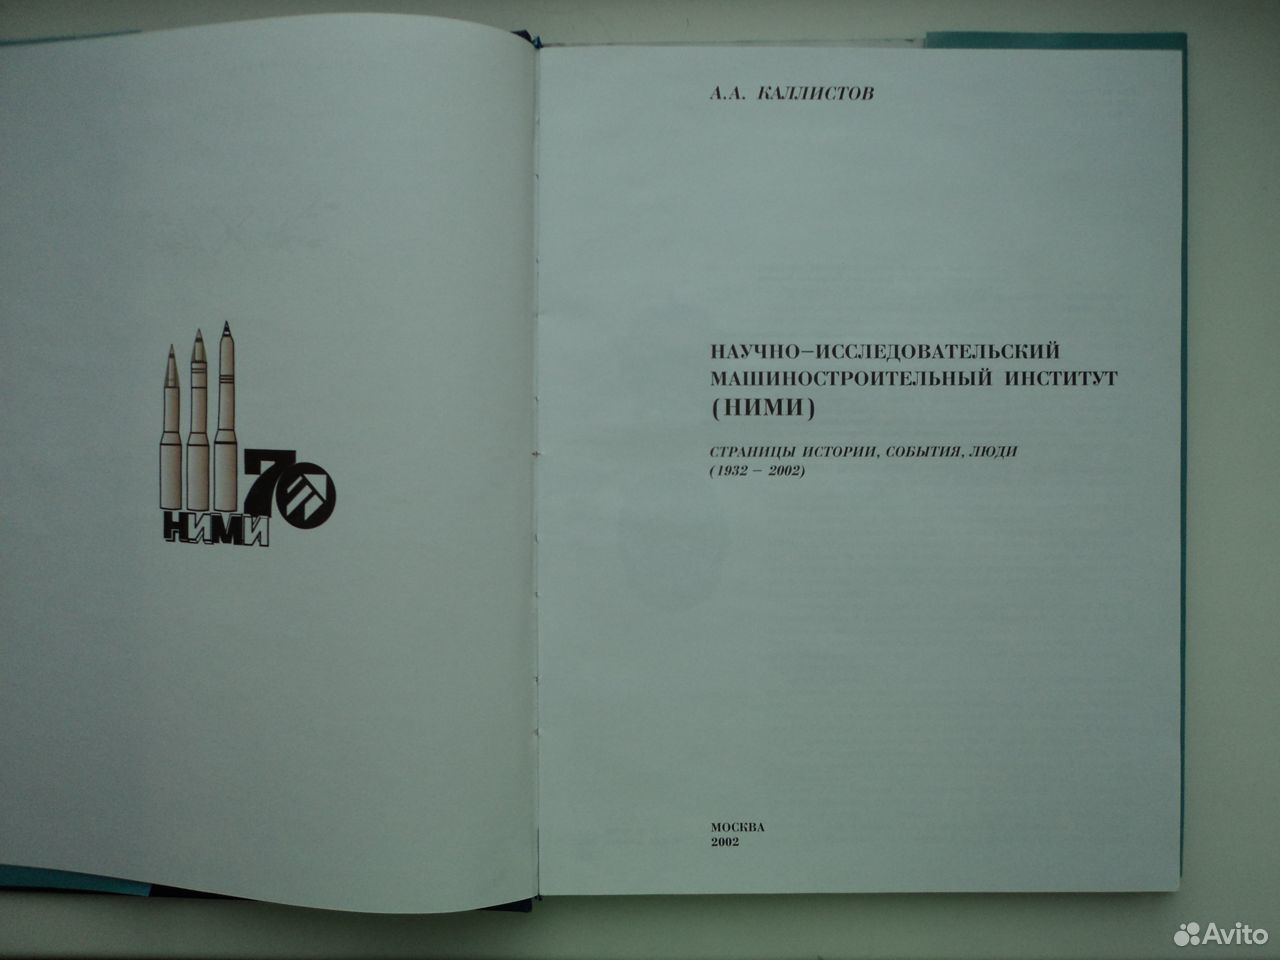 70
НИМИ
А.А. КАЛЛИСТОВ
НАУЧНО-ИССЛЕДОВАТЕЛЬСКИЙ
МАШИНОСТРОИТЕЛЬНЫЙ ИНСТИТУТ
(НИМИ)
СТРАНИЦЫ ИСТОРИИ, СОБЫТИЯ, ЛЮДИ
(1932 – 2002)
МОСКВА
2002
Avito